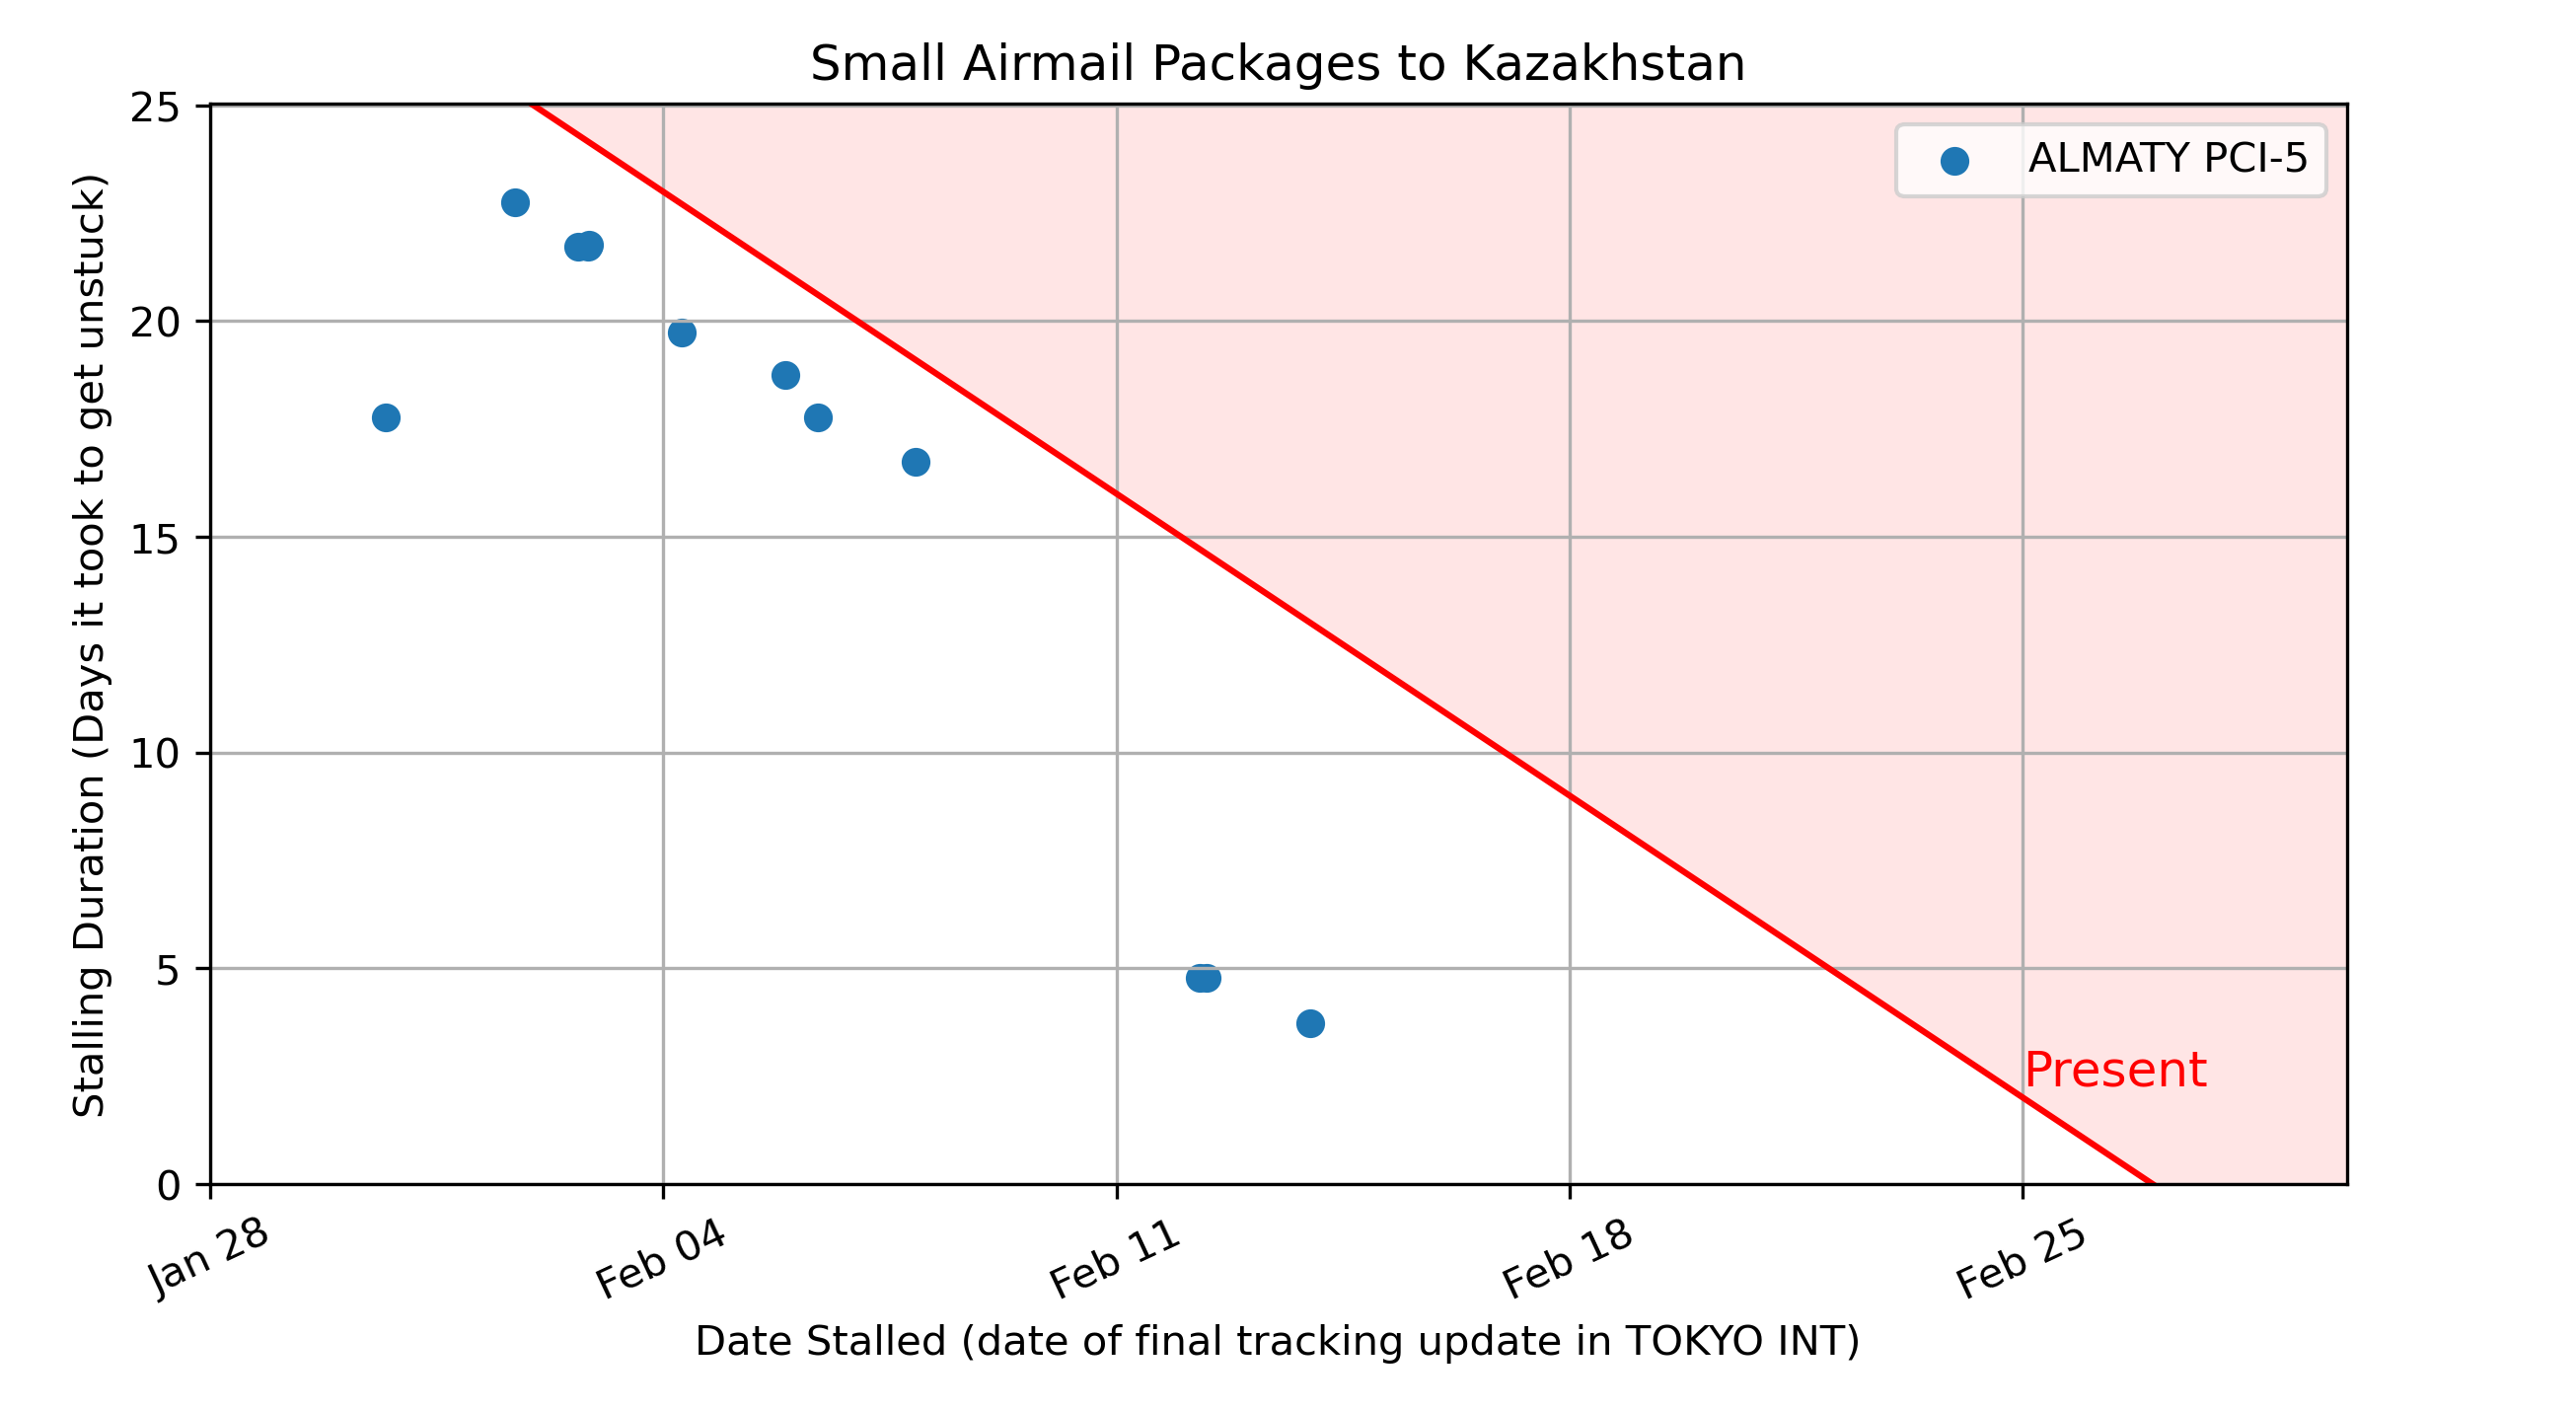 Small Airmail Packages to Kazakhstan
ALMATY PCI-5
Stalling Duration (Days it took to get unstuck)
25
20
15
10
5
0
Present
Jan 28
Feb 04
Feb 11
Feb 18
Feb 25
Date Stalled (date of final tracking update in TOKYO INT)